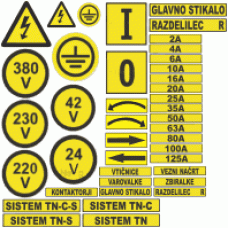 GLAVNO STIKALO
RAZDELILEC R
I
O
2A
4A
6A
10A
16A
20A
25A
35A
50A
63A
80A
100A
125A
380 V
230 V
220 V
42 V
24 V
VTIČNICE
VEZNI NAČRT
VAROVALKE
ZBIRALKE
KONTAKTORJI
GLAVNO STIKALO
RAZDELILEC R
SISTEM TN-C-S
SISTEM TN-C
SISTEM TN-S
SISTEM TN